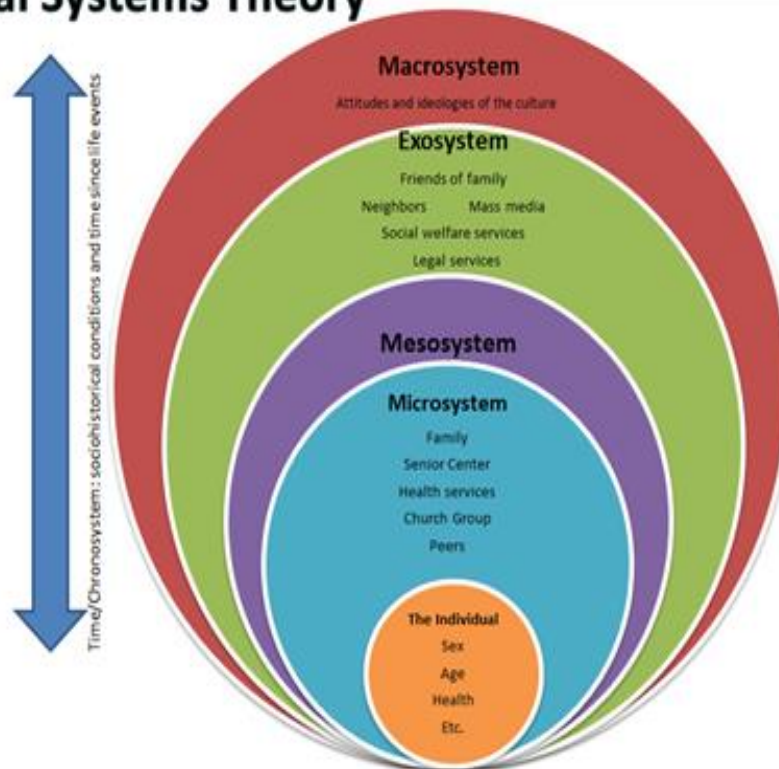 al Systems Theory
Macrosystem
Attitudes and ideologies of the culture
Exosystem
Friends of family
Neighbors Mass media
Social welfare services
Legal services
Mesosystem
Microsystem
Family
Senior Center
Health services
Church Group
Peers
The Individual
Sex
Age
Health
Etc.
Time/Chronosystem: sociohistorical conditions and time since life events